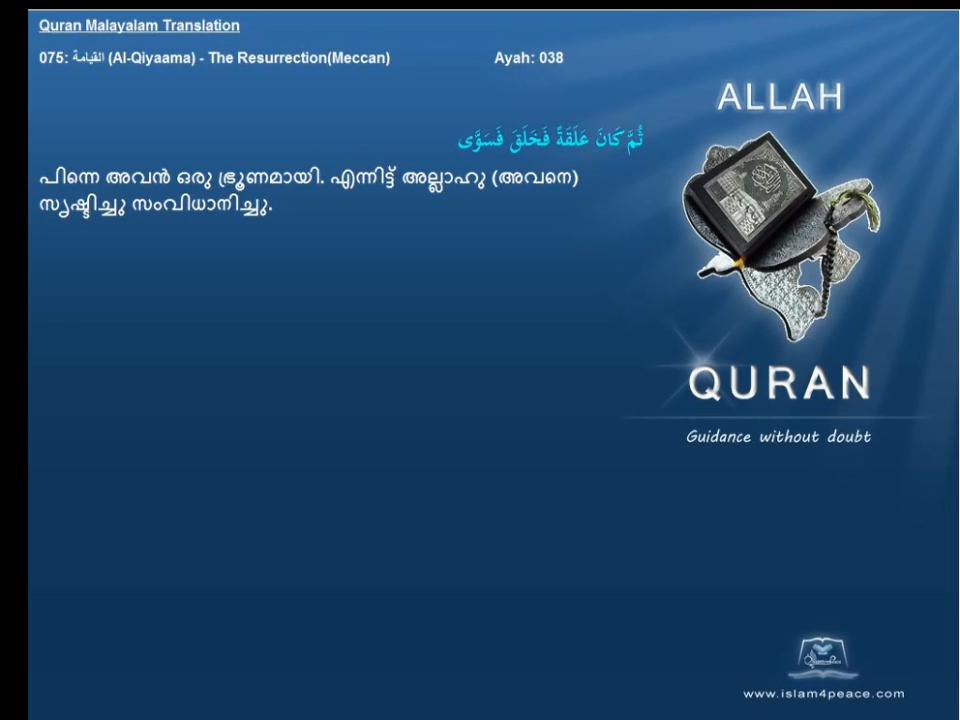 Quran Malayalam Translation
075: القيامة (Al-Qiyaama) - The Resurrection(Meccan) Ayah: 038
ثُمَّ كَانَ عَلَقَةً فَخَلَقَ فَسَوَّى
പിന്നെ അവന്‍ ഒരു ഭ്രൂണമായി. എന്നിട്ട് അല്ലാഹു (അവനെ)
സൃഷ്ടിച്ചു സംവിധാനിച്ചു.
ALLAH
QURAN
Guidance without doubt
www.islam4peace.com